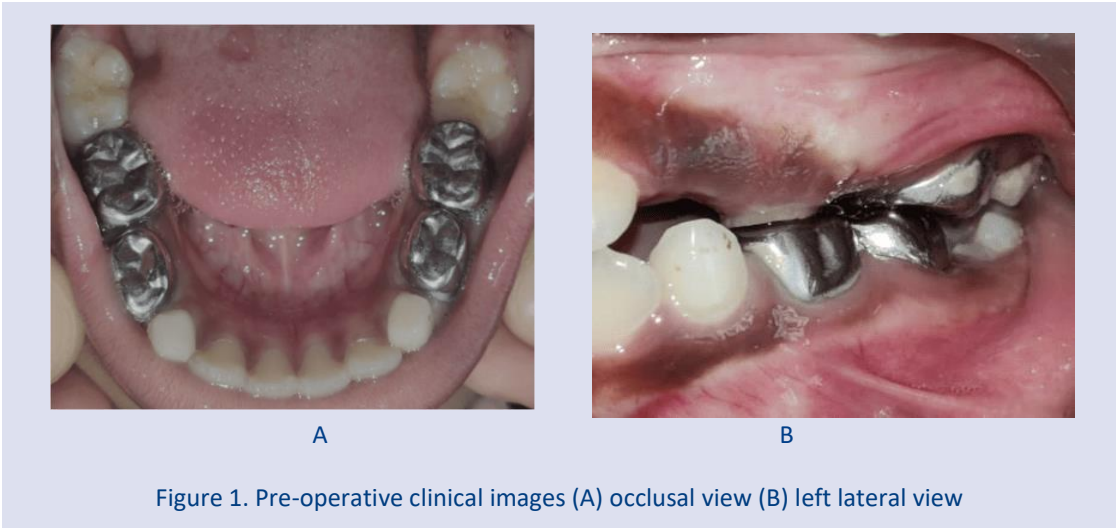 A
B
Figure 1. Pre-operative clinical images (A) occlusal view (B) left lateral view